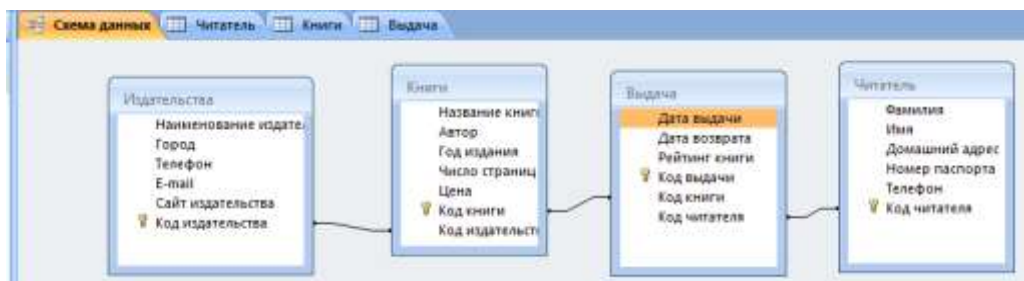 Схема данных Читатель Книги Выдача
Издательства
Наименование издате
Город
Телефон
E-mail
Сайт издательства
Код издательства
Книги
Название книг
Автор
Год издания
Число страниц
Цена
Код книги
Код издательст
Выдача
Дата выдачи
Дата возврата
Рейтинг книги
Код выдачи
Код книги
Код читателя
Читатель
Фамилия
Имя
Домашний адрес
Номер паспорта
Телефон
Код читателя